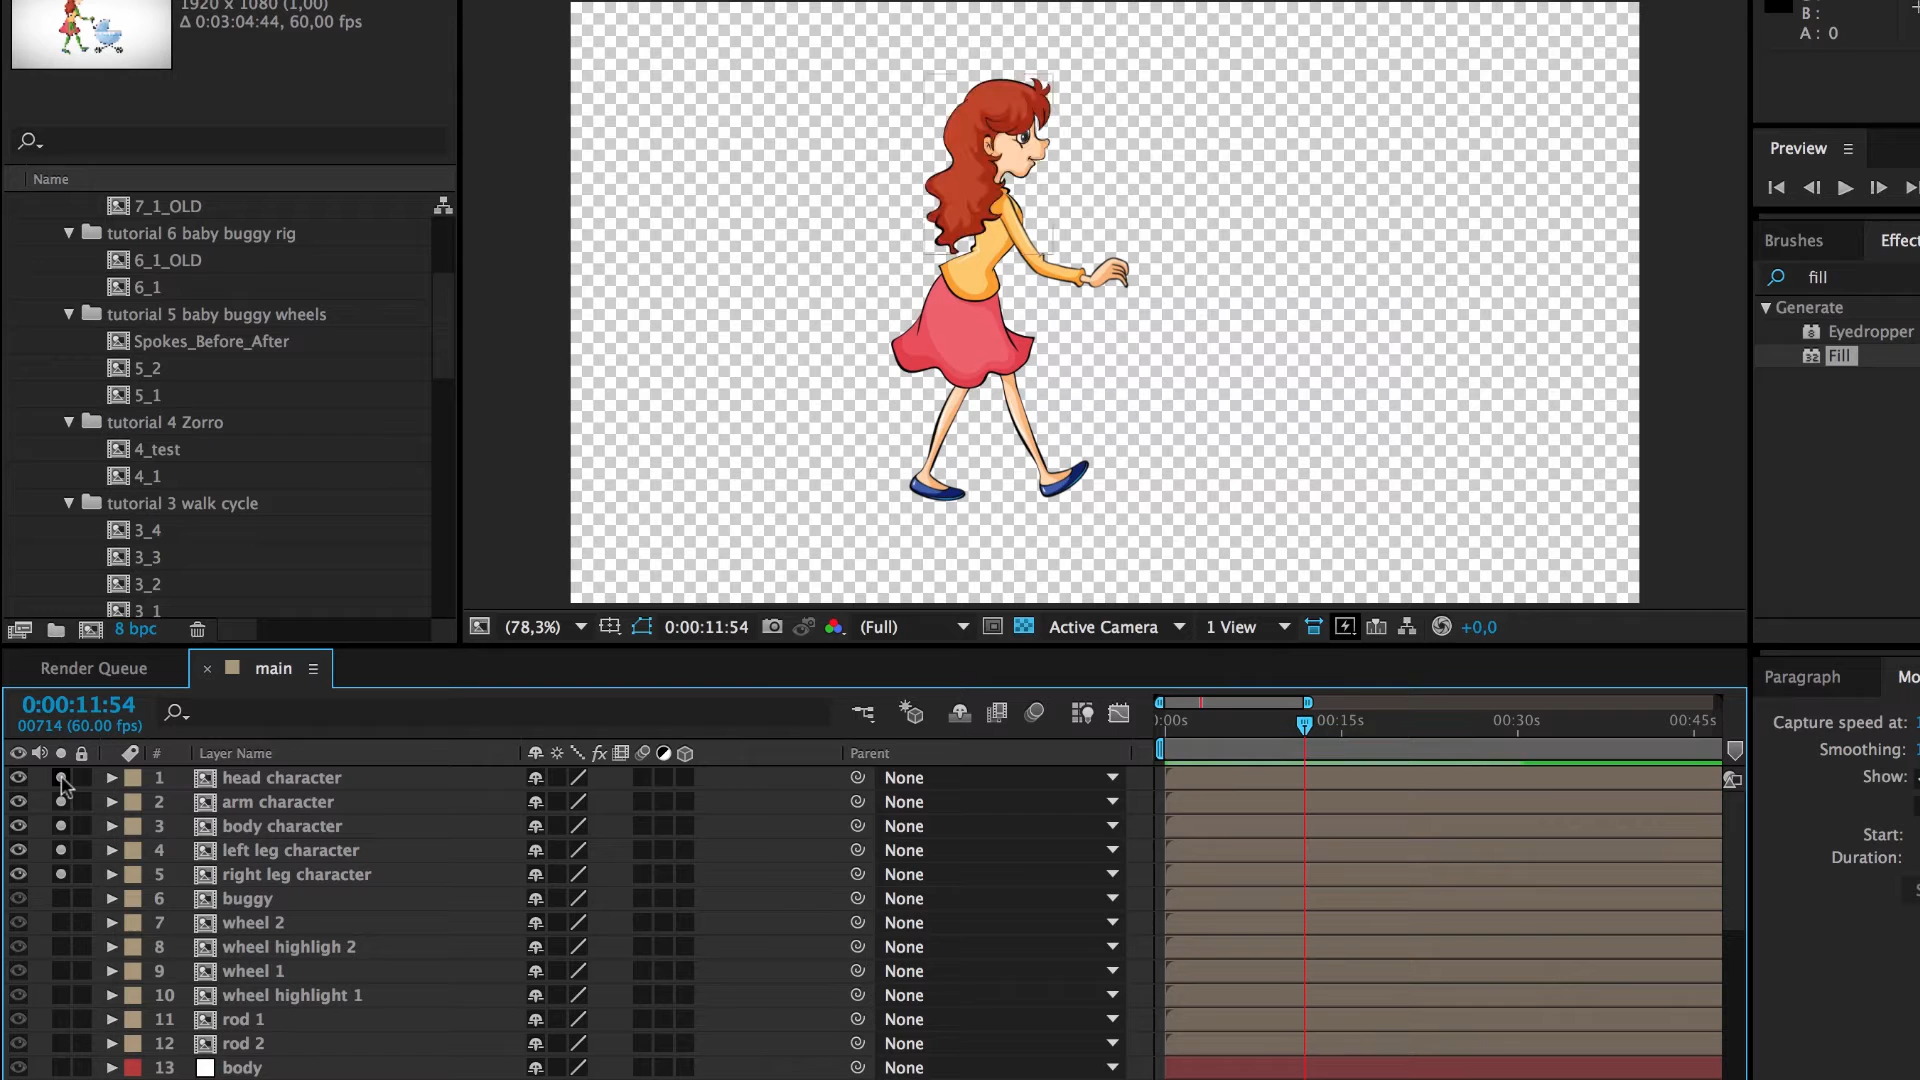 1920 x 1080 (1,00)
Δ 0:03:04:44, 60,00 fps
B :
A : 0
Preview
Name
7_1_OLD
tutorial 6 baby buggy rig
6_1_OLD
6_1
tutorial 5 baby buggy wheels
Spokes_Before_After
5_2
5_1
tutorial 4 Zorro
4_test
4_1
tutorial 3 walk cycle
3_4
3_3
3_2
3_1
8 bpc
Brushes
Effect
fill
Generate
Eyedropper
Fill
(78,3%)
0:00:11:54
(Full)
Active Camera
1 View
+0,0
Render Queue
main
0:00:11:54
00714 (60.00 fps)
:00s
00:15s
00:30s
00:45s
# Layer Name
fx
Parent
1 head character None
2 arm character None
3 body character None
4 left leg character None
5 right leg character None
6 buggy None
7 wheel 2 None
8 wheel highligh 2 None
9 wheel 1 None
10 wheel highlight 1 None
11 rod 1 None
12 rod 2 None
13 body None
Paragraph
Mo
Capture speed at:
Smoothing:
Show:
Start:
Duration: